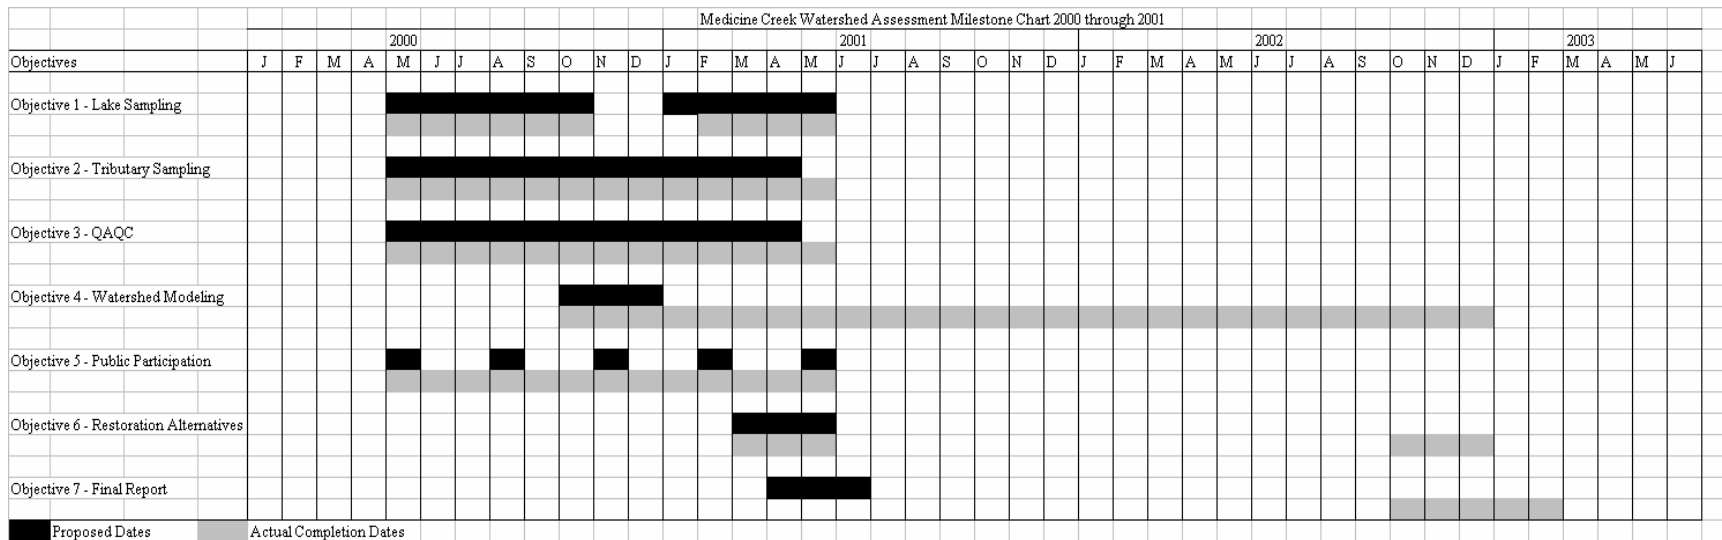 Medicine Creek Watershed Assessment Milestone Chart 2000 through 2001
2000 2001 2002 2003
Objectives J F M A M J J A S O N D J F M A M J J A S O N D J F M A M J J A S O N D J F M A M J
Objective 1 - Lake Sampling
Objective 2 - Tributary Sampling
Objective 3 - QAQC
Objective 4 - Watershed Modeling
Objective 5 - Public Participation
Objective 6 - Restoration Alternatives
Objective 7 - Final Report
Proposed Dates Actual Completion Dates